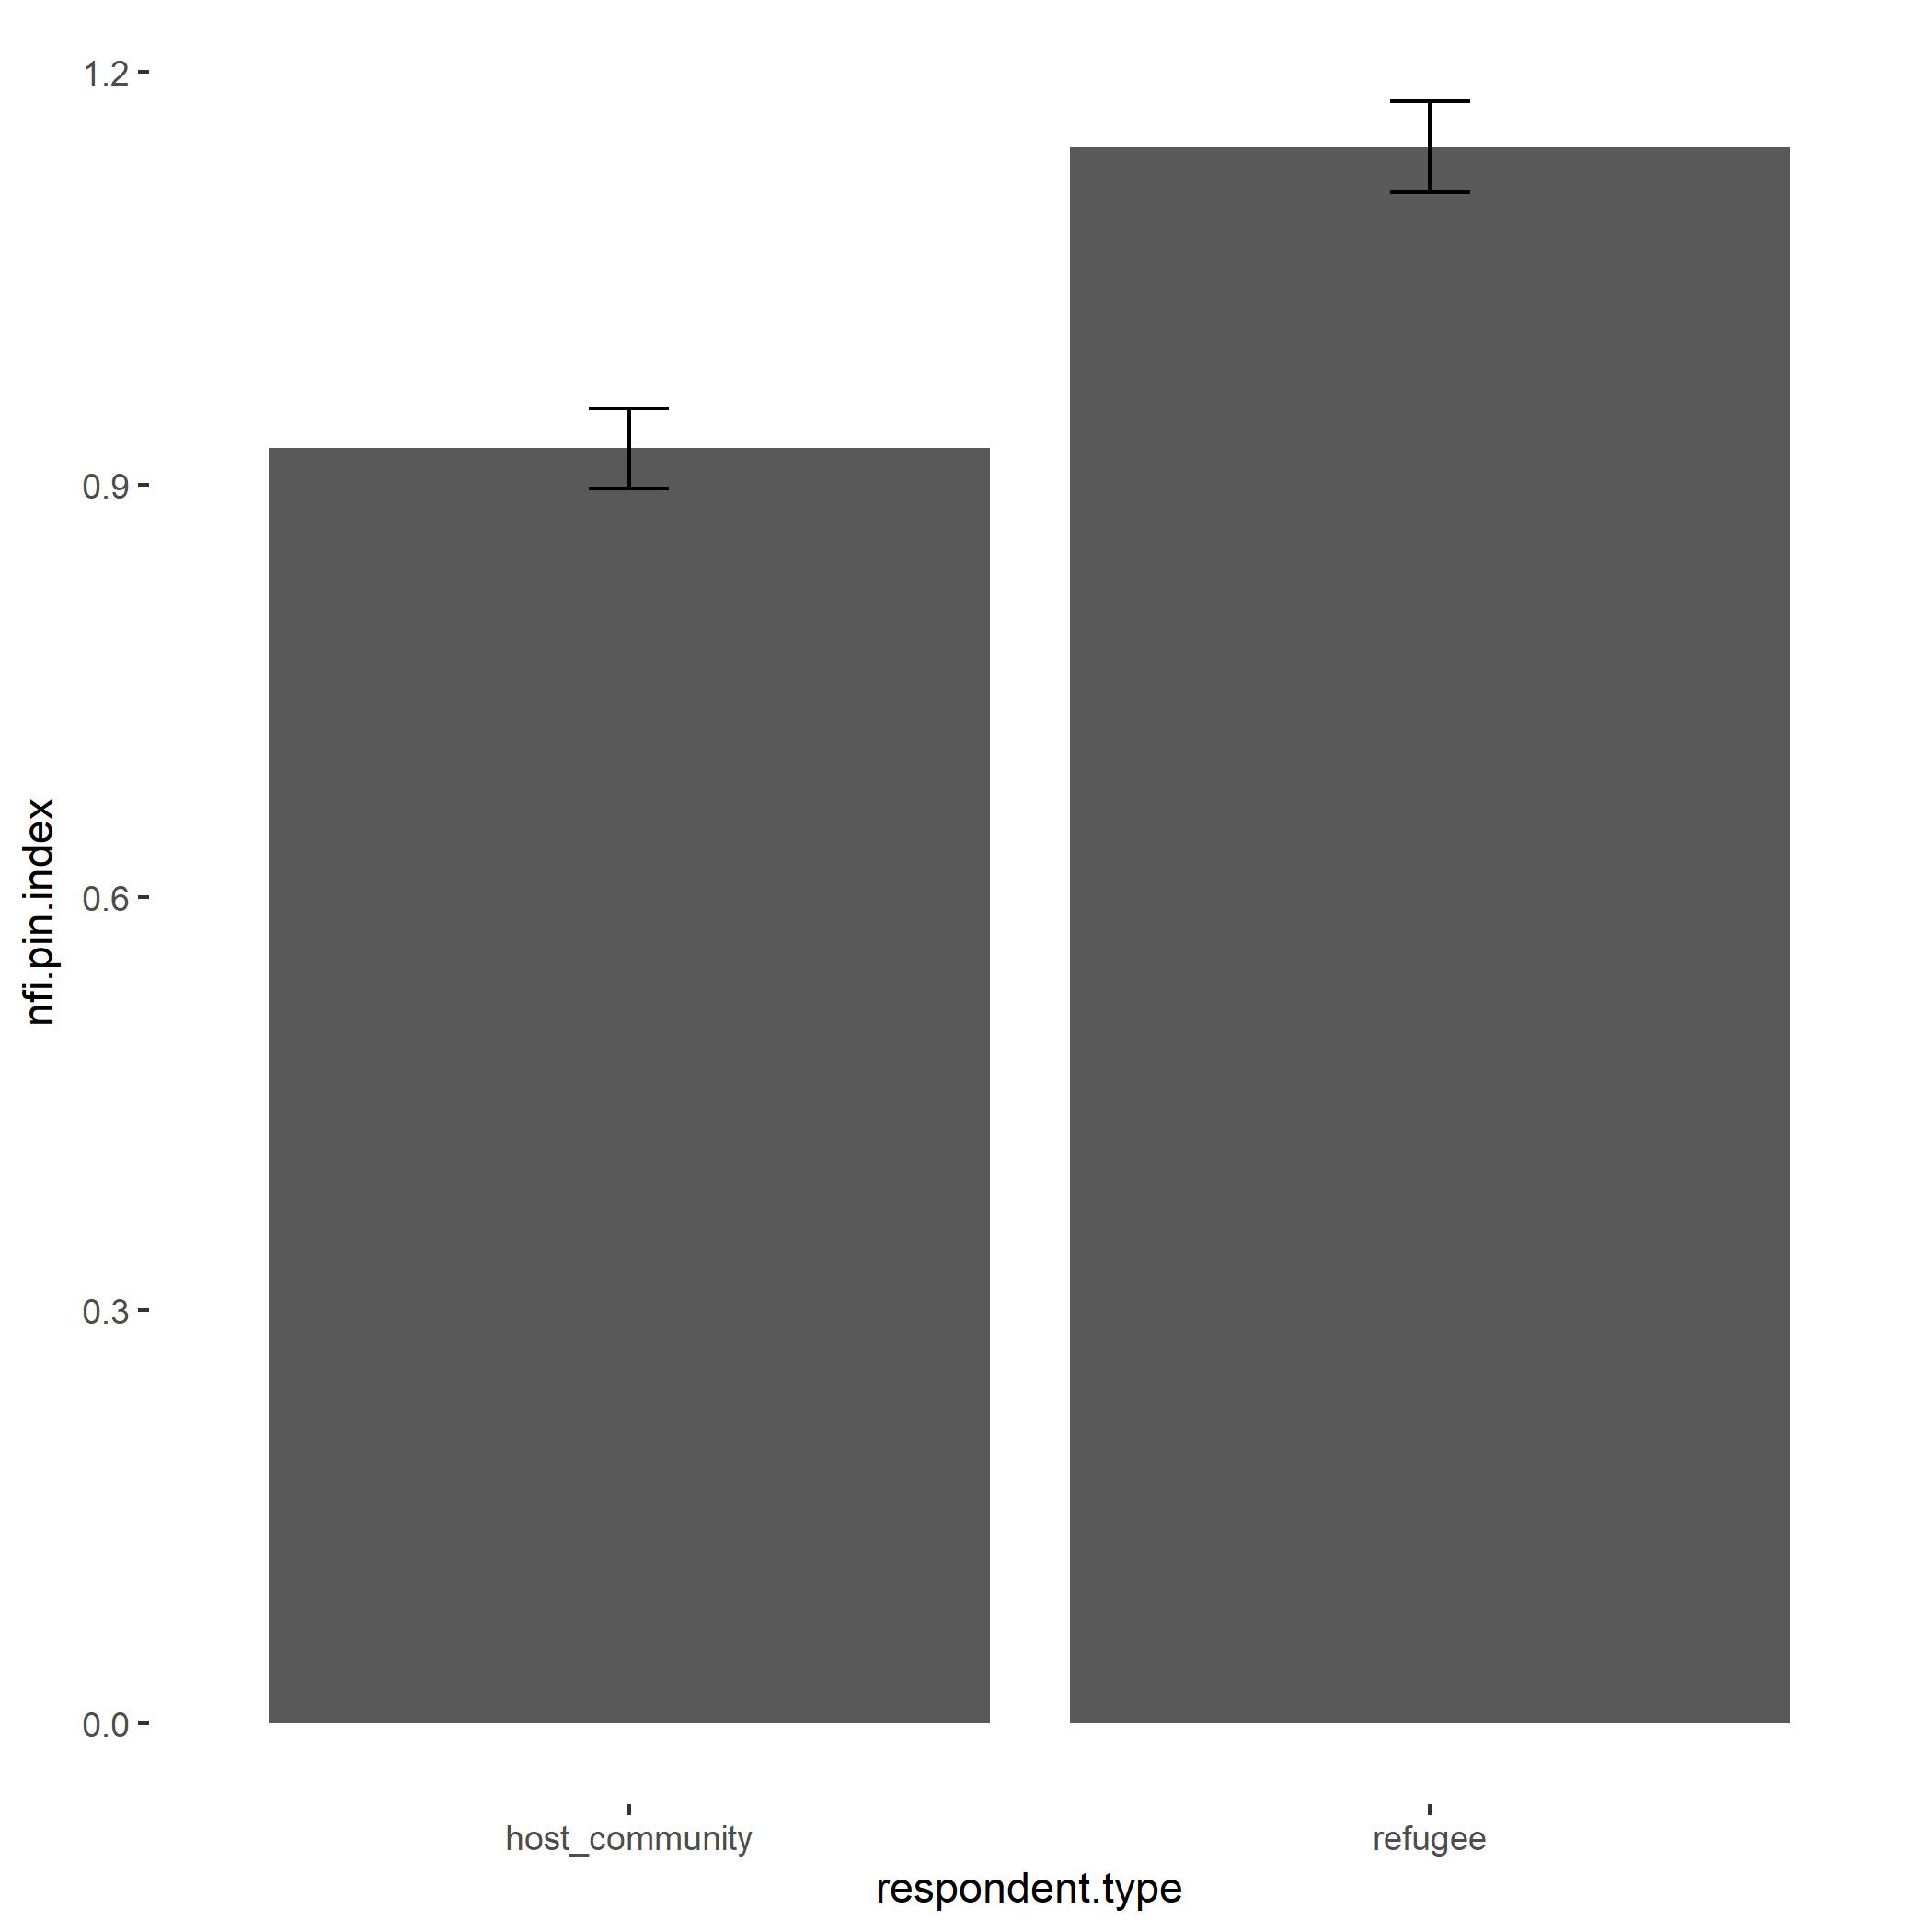 1.2
0.9
0.6
0.3
0.0
nfi.pin.index
host_community
refugee
respondent.type